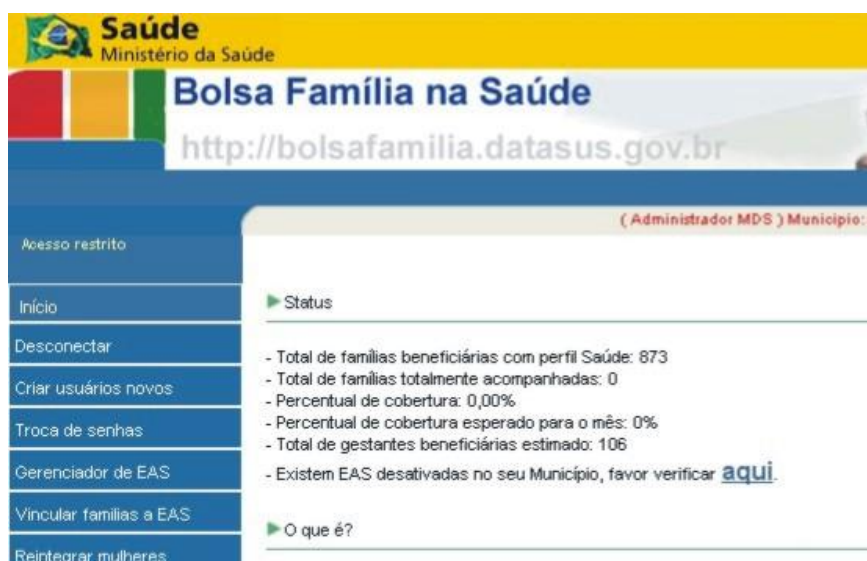 Saúde
Ministério da Saúde
Bolsa Família na Saúde
http://bolsafamilia.datasus.gov.br
( Administrador MDS ) Município:
Acesso restrito
Início
Desconectar
Criar usuários novos
Troca de senhas
Gerenciador de EAS
Vincular famílias a EAS
Reintegrar mulheres
Status
- Total de famílias beneficiárias com perfil Saúde: 873
- Total de famílias totalmente acompanhadas: 0
- Percentual de cobertura: 0,00%
- Percentual de cobertura esperado para o mês: 0%
- Total de gestantes beneficiárias estimado: 106
- Existem EAS desativadas no seu Município, favor verificar aqui.
O que é?